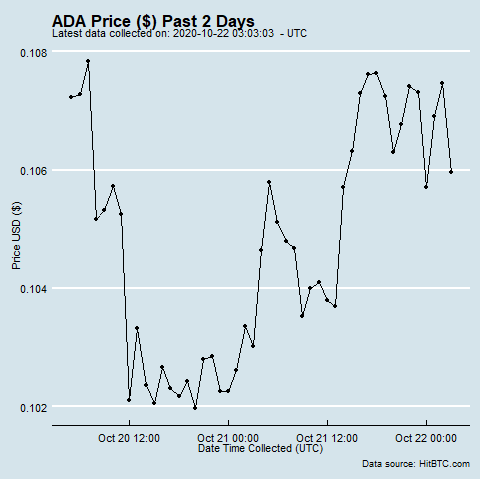 ADA Price ($) Past 2 Days
Latest data collected on: 2020-10-22 03:03:03  - UTC
0.108
0.106
0.104
0.102
Price USD ($)
Oct 20 12:00
Oct 21 00:00
Oct 21 12:00
Oct 22 00:00
Date Time Collected (UTC)
Data source: HitBTC.com